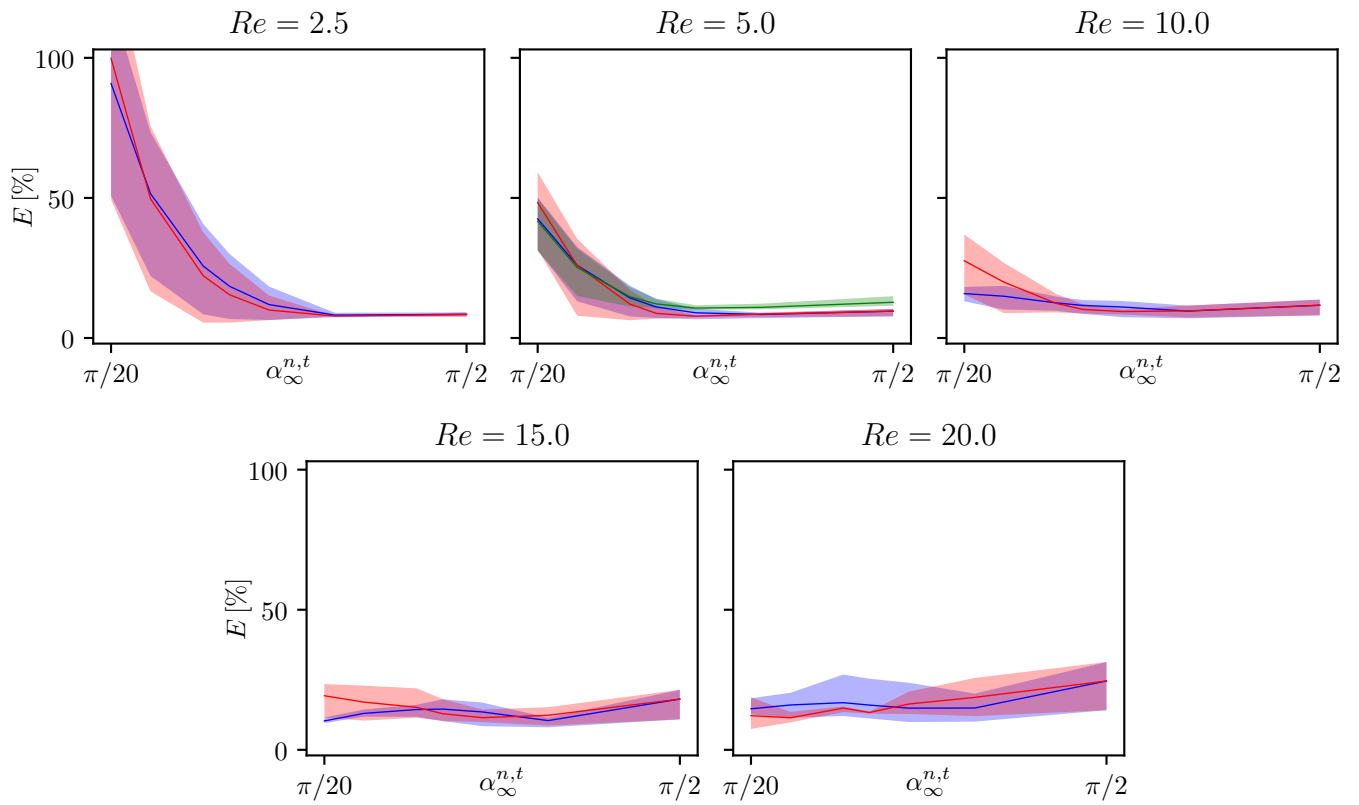 Re = 2.5
Re = 5.0
Re = 10.0
100
50
0
E [%]
π/20
α∞^{n,t}
π/2
π/20
α∞^{n,t}
π/2
π/20
α∞^{n,t}
π/2
Re = 15.0
Re = 20.0
100
50
0
E [%]
π/20
α∞^{n,t}
π/2
π/20
α∞^{n,t}
π/2